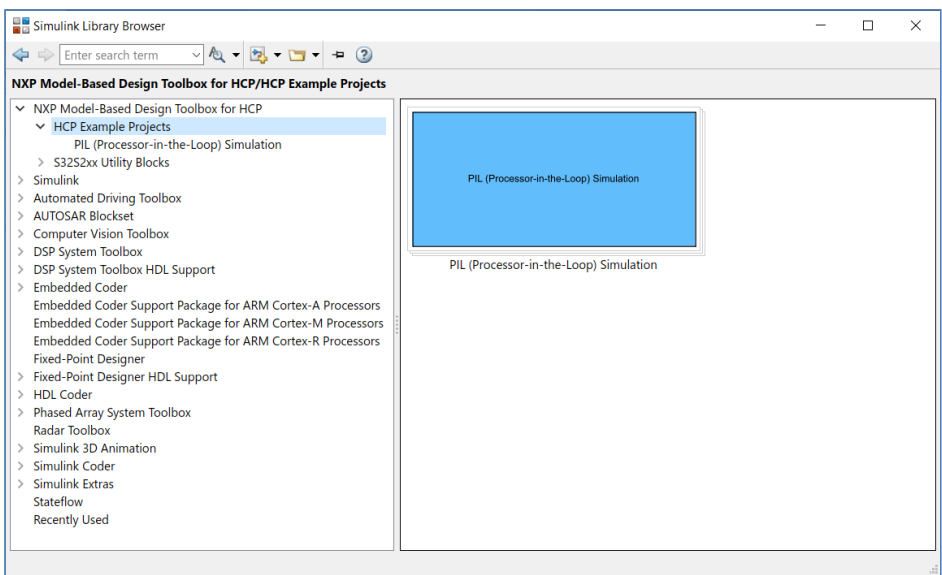 Simulink Library Browser
Enter search term
NXP Model-Based Design Toolbox for HCP/HCP Example Projects
NXP Model-Based Design Toolbox for HCP
HCP Example Projects
PIL (Processor-in-the-Loop) Simulation
S32S2xx Utility Blocks
Simulink
Automated Driving Toolbox
AUTOSAR Blockset
Computer Vision Toolbox
DSP System Toolbox
DSP System Toolbox HDL Support
Embedded Coder
Embedded Coder Support Package for ARM Cortex-A Processors
Embedded Coder Support Package for ARM Cortex-M Processors
Embedded Coder Support Package for ARM Cortex-R Processors
Fixed-Point Designer
Fixed-Point Designer HDL Support
HDL Coder
Phased Array System Toolbox
Radar Toolbox
Simulink 3D Animation
Simulink Coder
Simulink Extras
Stateflow
Recently Used
PIL (Processor-in-the-Loop) Simulation
PIL (Processor-in-the-Loop) Simulation